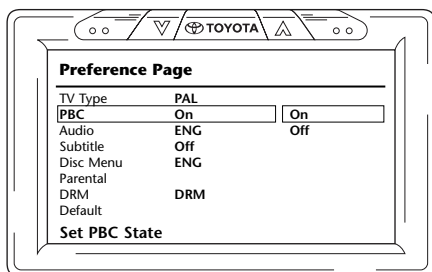 TOYOTA
Preference Page
TV Type PAL
PBC On On
Audio ENG Off
Subtitle Off
Disc Menu ENG
Parental
DRM DRM
Default
Set PBC State